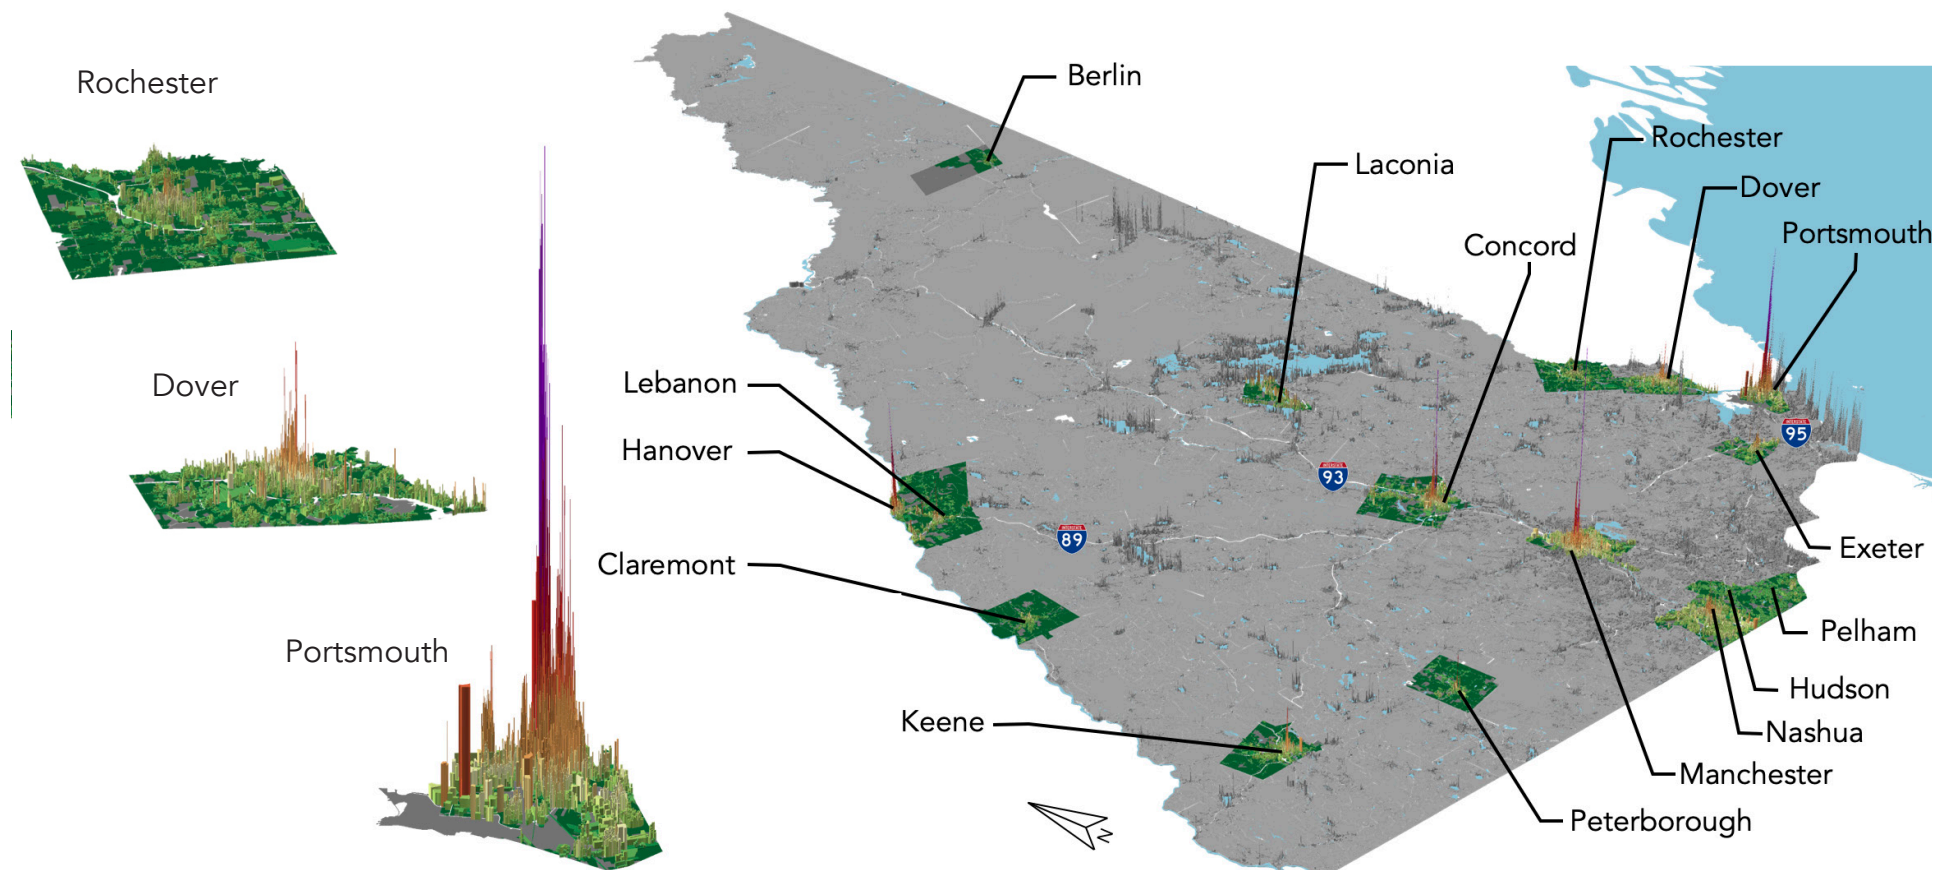 Rochester
Dover
Portsmouth
Berlin
Laconia
Rochester
Dover
Portsmouth
Concord
Lebanon
Hanover
Claremont
Keene
93
89
95
Exeter
Pelham
Hudson
Nashua
Manchester
Peterborough
N